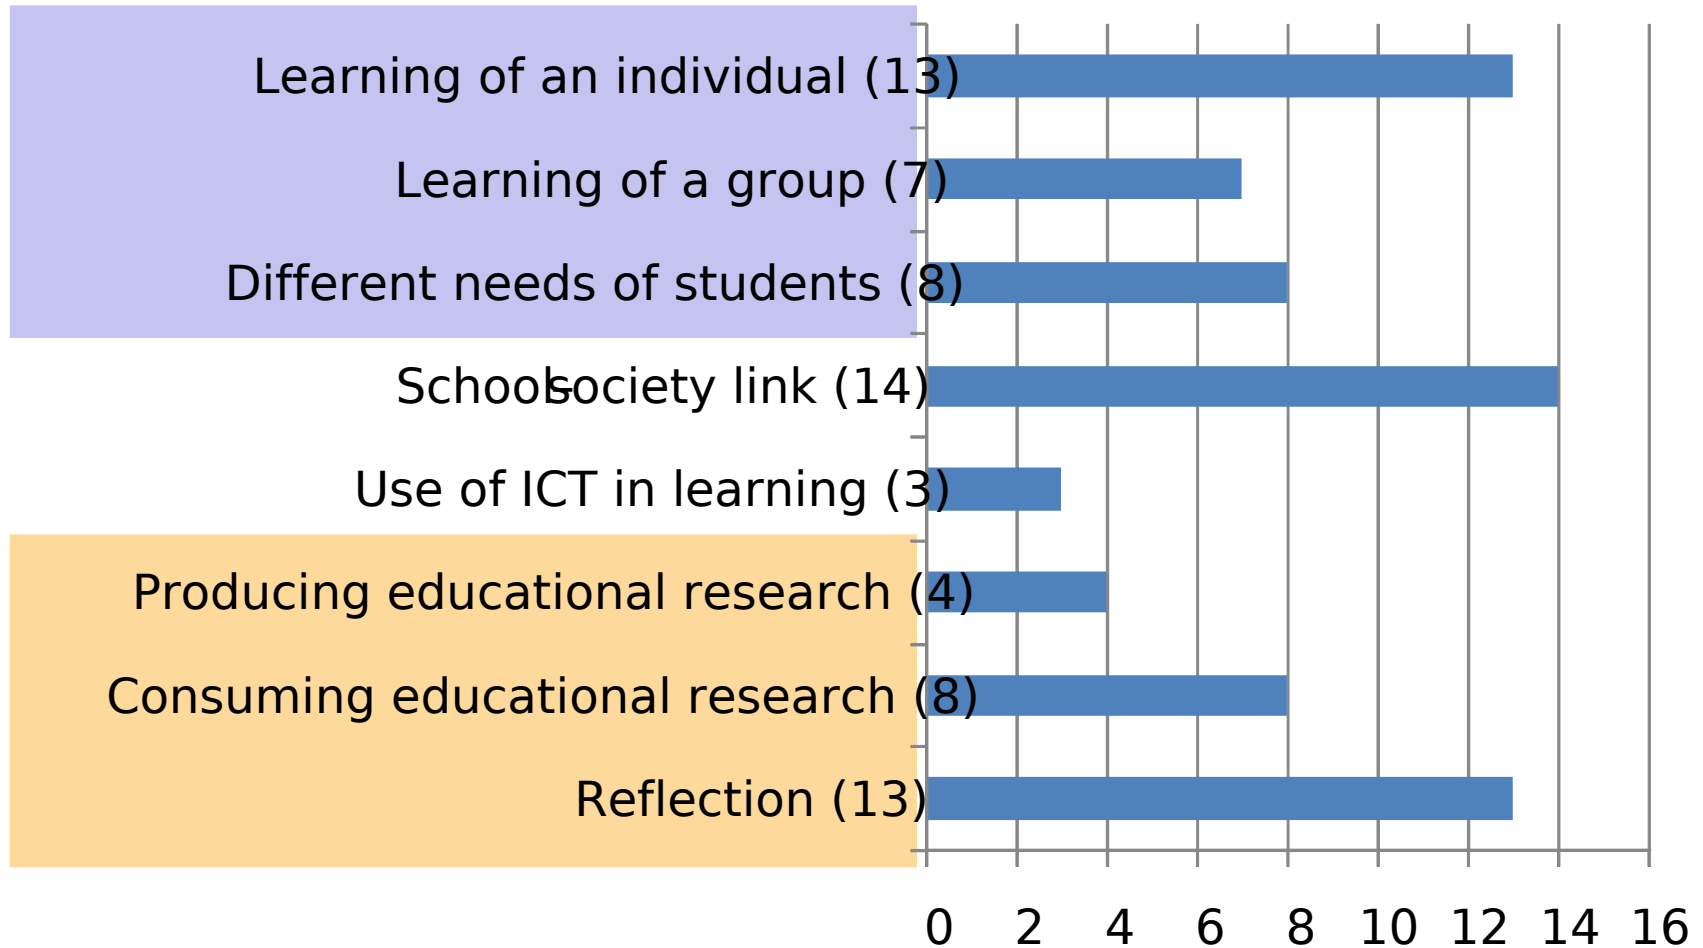 Learning of an individual (13)
Learning of a group (7)
Different needs of students (8)
School-society link (14)
Use of ICT in learning (3)
Producing educational research (4)
Consuming educational research (8)
Reflection (13)
0 2 4 6 8 10 12 14 16